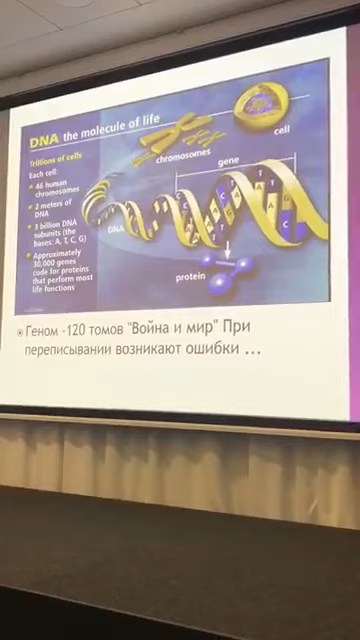 DNA the molecule of life
Trillions of cells
Each cell:
46 human
chromosomes
2 meters of
DNA
3 billion DNA
subunits (the
bases: A, T, C, G)
Approximately
30,000 genes
code for proteins
that perform most
life functions
cell
chromosomes
gene
DNA
protein
Геном -120 томов "Война и мир" При
переписывании возникают ошибки ...